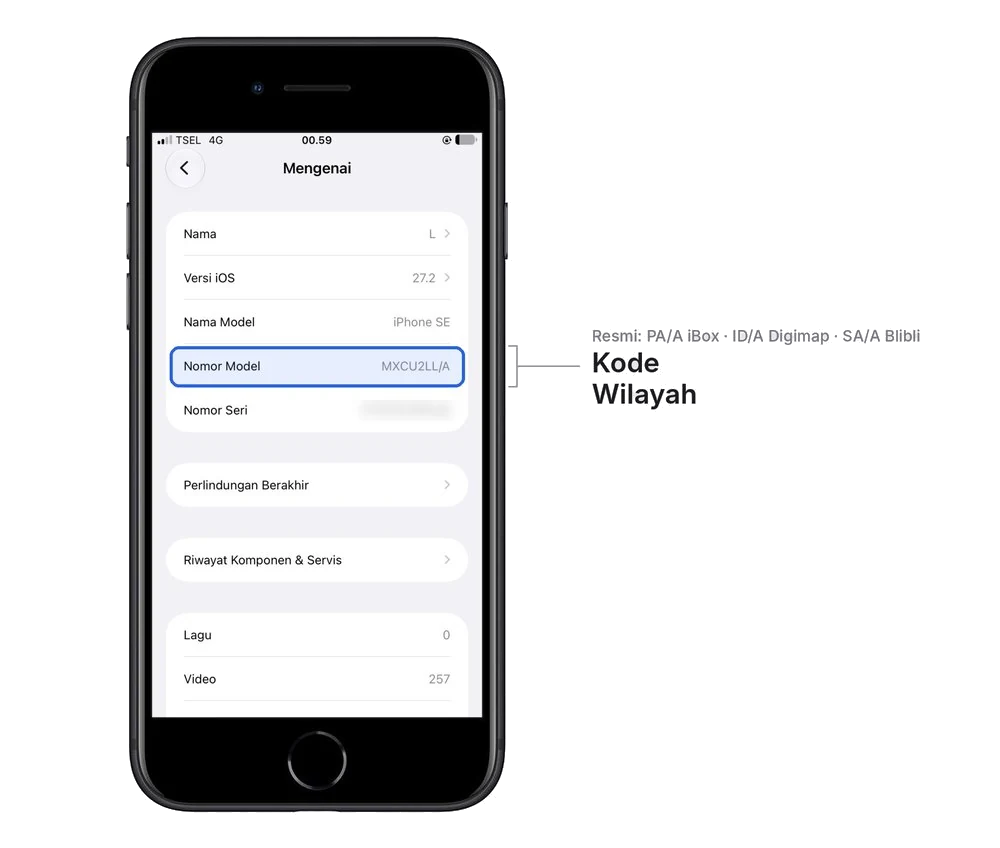 TSEL 4G 00.59
Mengenai
Nama L
Versi iOS 27.2
Nama Model iPhone SE
Nomor Model MXCU2LL/A
Nomor Seri
Perlindungan Berakhir
Riwayat Komponen & Servis
Lagu 0
Video 257
Resmi: PA/A iBox · ID/A Digimap · SA/A Blibli
Kode
Wilayah